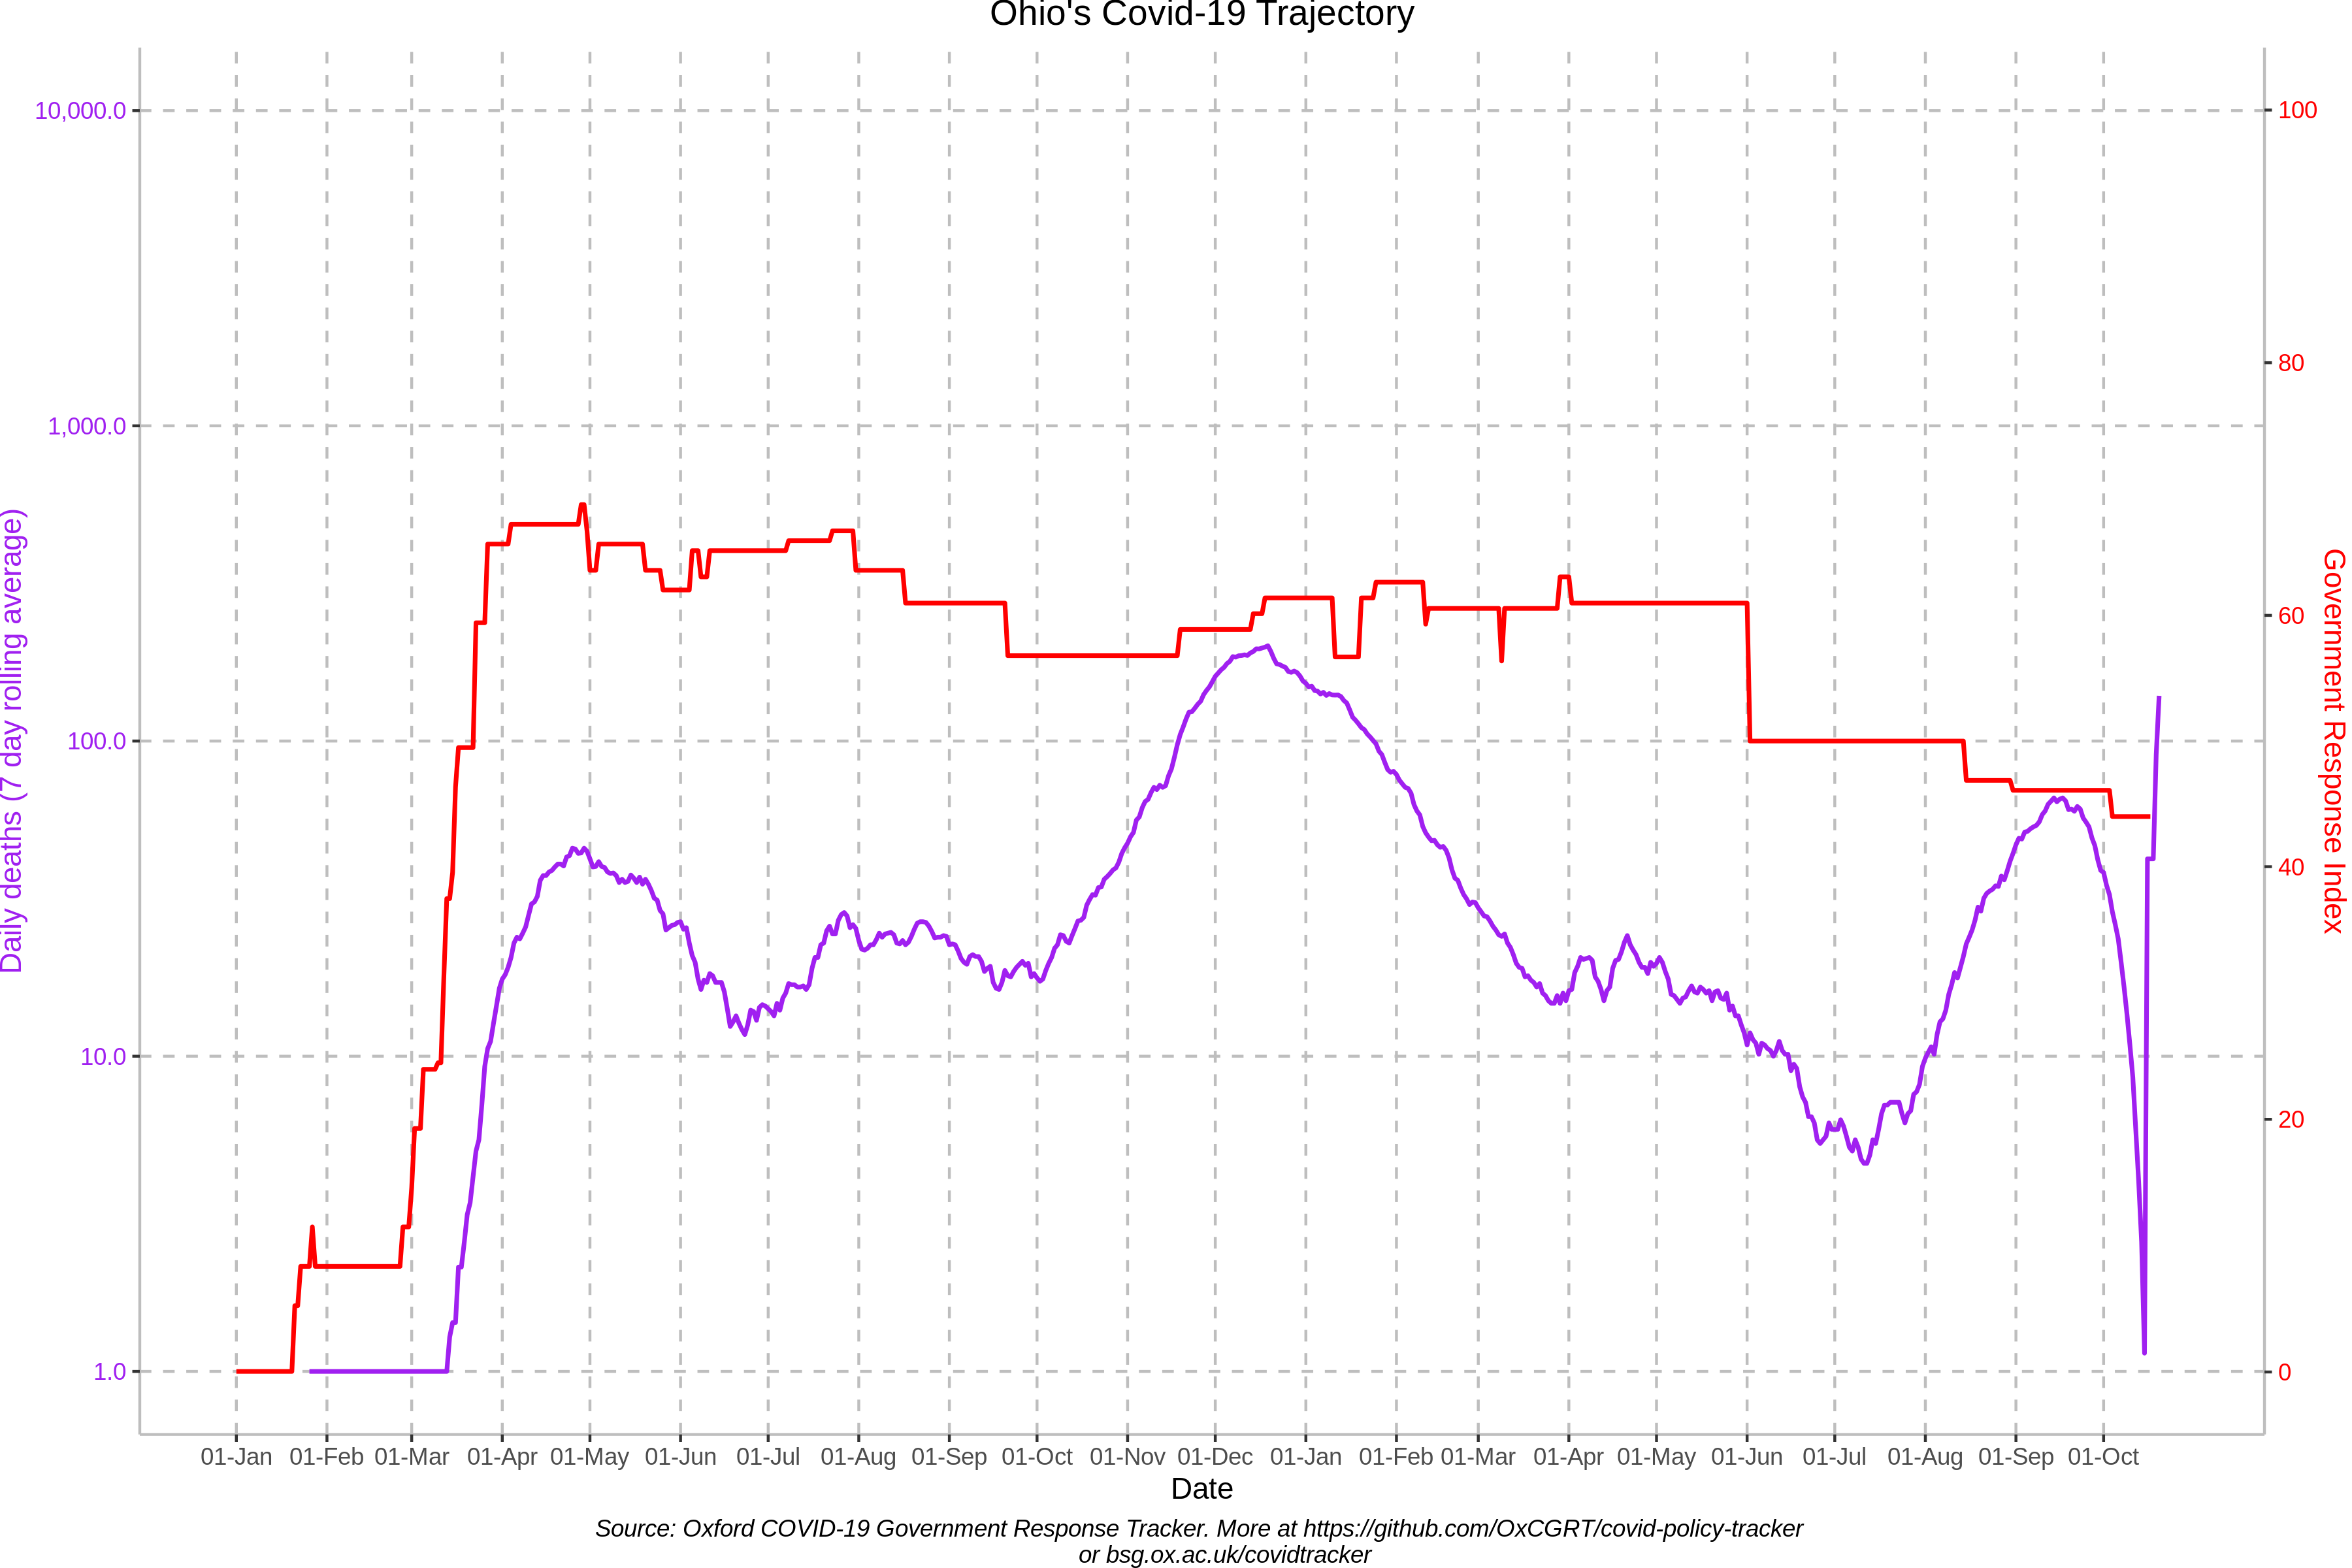 Ohio's Covid-19 Trajectory
10,000.0
1,000.0
100.0
10.0
1.0
Daily deaths (7 day rolling average)
100
80
60
40
20
0
Government Response Index
01-Jan 01-Feb 01-Mar 01-Apr 01-May 01-Jun 01-Jul 01-Aug 01-Sep 01-Oct 01-Nov 01-Dec 01-Jan 01-Feb 01-Mar 01-Apr 01-May 01-Jun 01-Jul 01-Aug 01-Sep 01-Oct
Date
Source: Oxford COVID-19 Government Response Tracker. More at https://github.com/OxCGRT/covid-policy-tracker
or bsg.ox.ac.uk/covidtracker